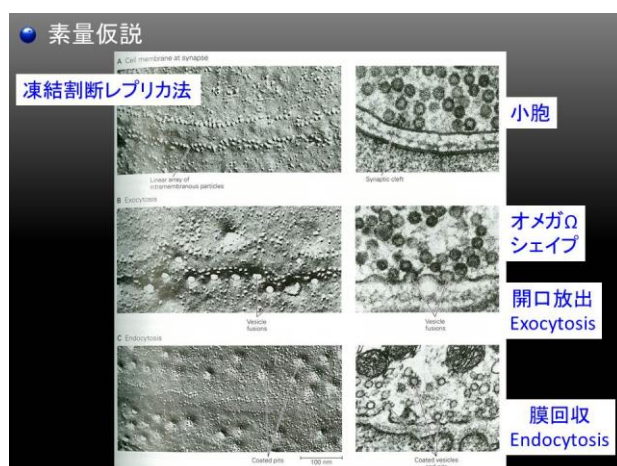 素量仮説
A Cell membrane at synapse
凍結割断レプリカ法
小胞
Linear array of
intramembranous particles
Synaptic cleft
B Exocytosis
オメガΩ
シェイプ
開口放出
Exocytosis
Vesicle
fusions
Vesicle
fusions
C Endocytosis
膜回収
Endocytosis
Coated pits
100 nm
Coated vesicles